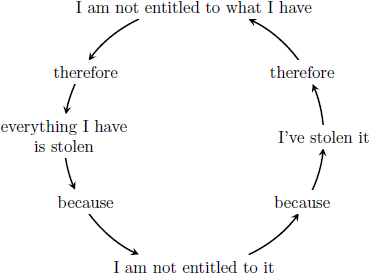 I am not entitled to what I have
therefore
everything I have
is stolen
because
I am not entitled to it
because
I've stolen it
therefore